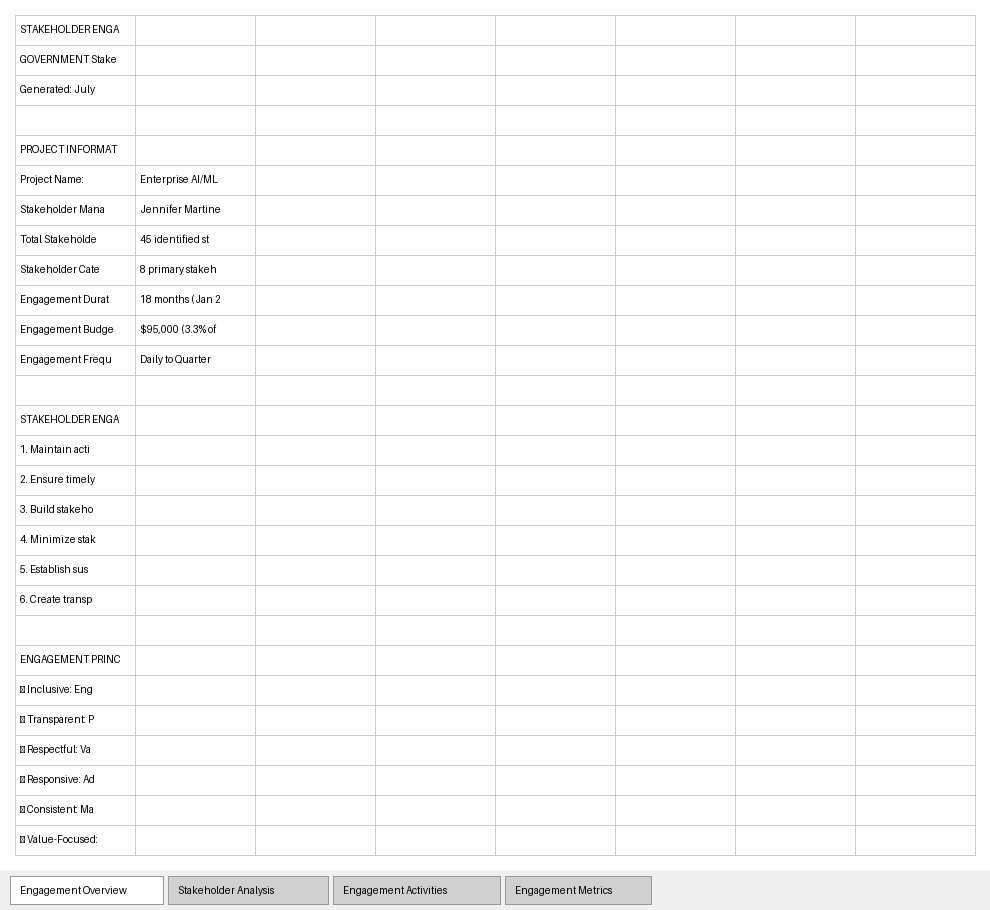 STAKEHOLDER ENGA
GOVERNMENT Stake
Generated: July
PROJECT INFORMAT
Project Name: Enterprise AI/ML
Stakeholder Mana Jennifer Martine
Total Stakeholde 45 identified st
Stakeholder Cate 8 primary stakeh
Engagement Durat 18 months (Jan 2
Engagement Budge $95,000 (3.3% of
Engagement Frequ Daily to Quarter
STAKEHOLDER ENGA
1. Maintain acti
2. Ensure timely
3. Build stakeho
4. Minimize stak
5. Establish sus
6. Create transp
ENGAGEMENT PRINC
Inclusive: Eng
Transparent: P
Respectful: Va
Responsive: Ad
Consistent: Ma
Value-Focused:
Engagement Overview Stakeholder Analysis Engagement Activities Engagement Metrics